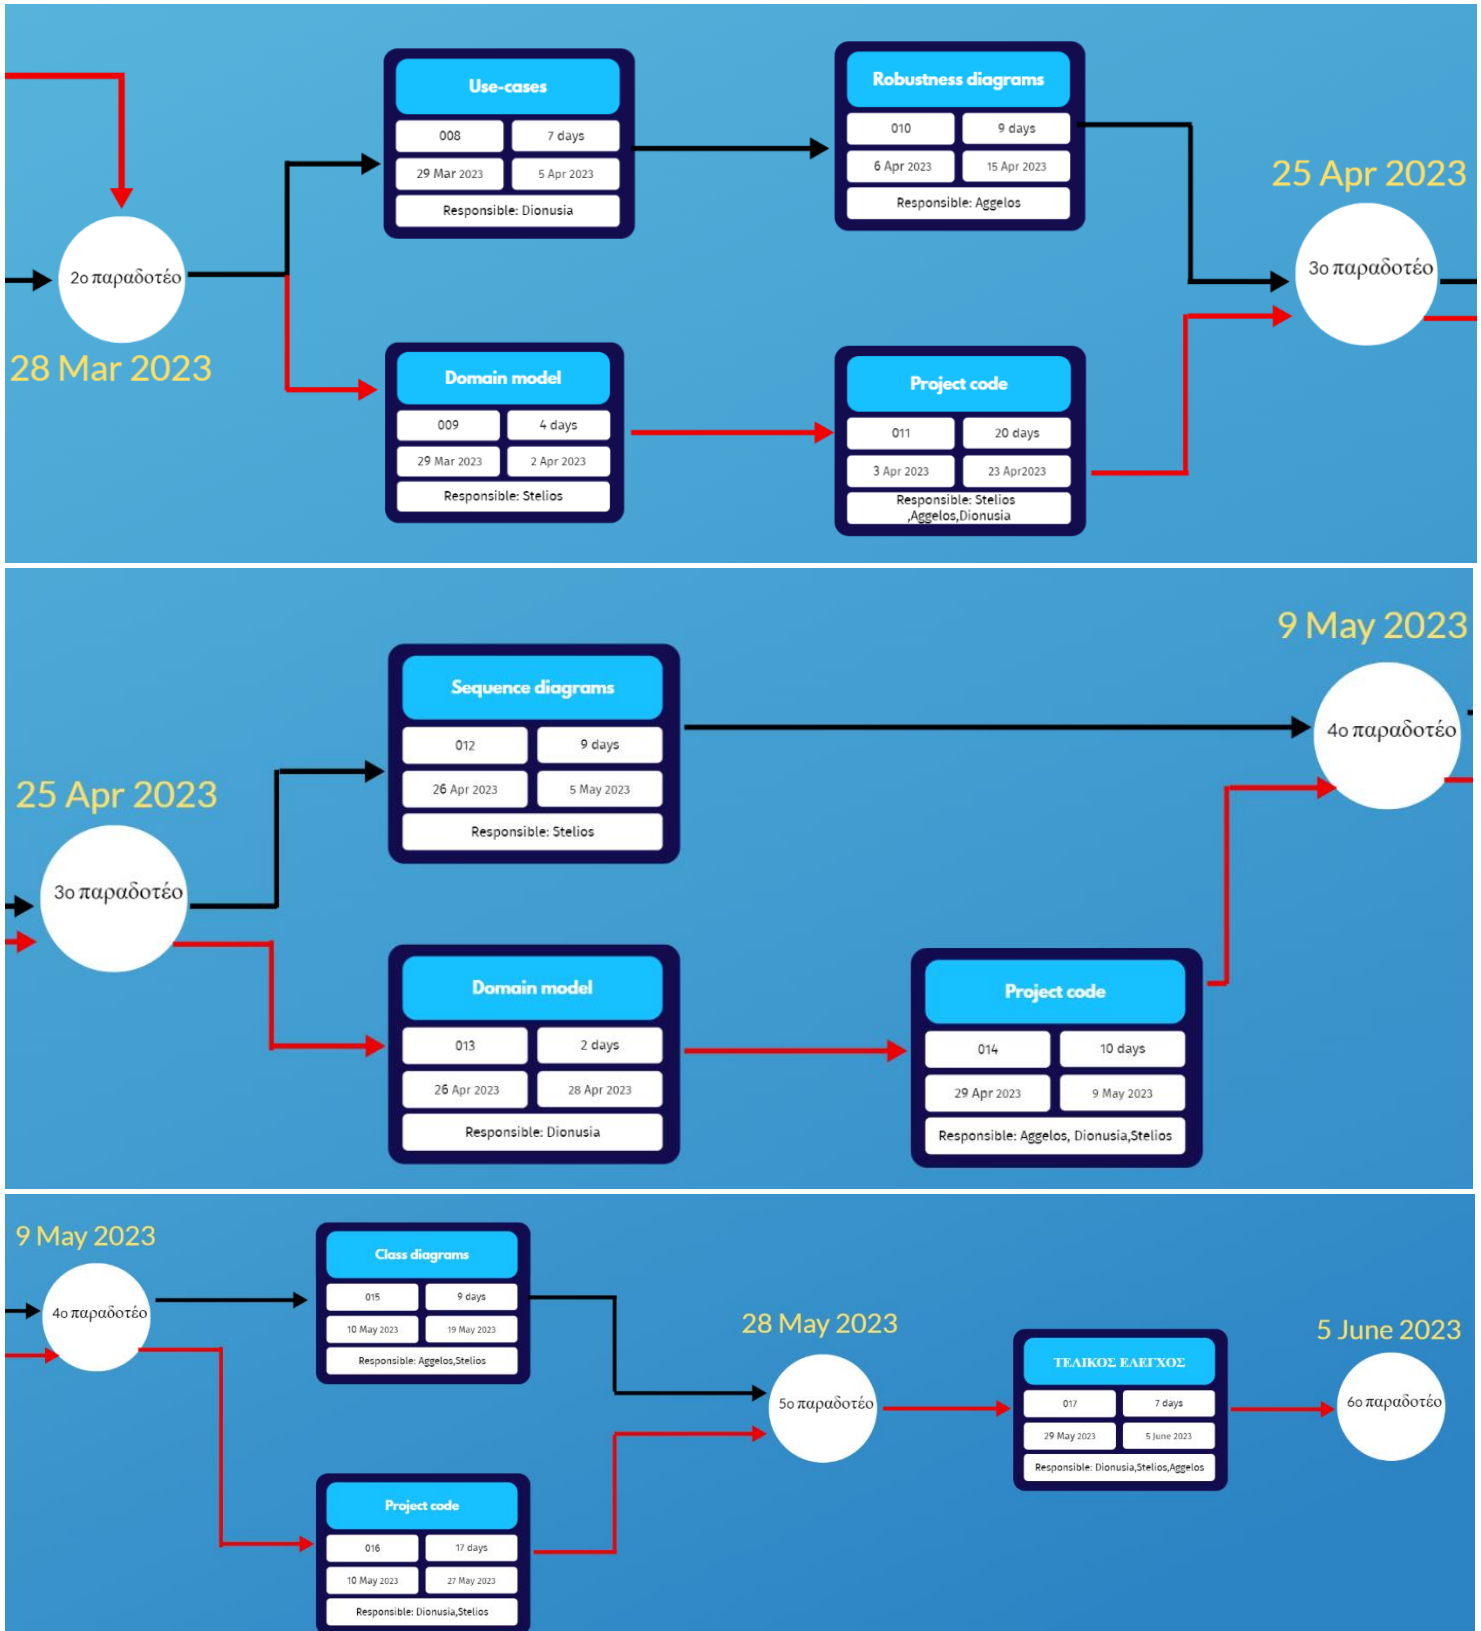 Use-cases
008
7 days
29 Mar 2023
5 Apr 2023
Responsible: Dionusia
Robustness diagrams
010
9 days
6 Apr 2023
15 Apr 2023
Responsible: Aggelos
25 Apr 2023
3ο παραδοτέο
2ο παραδοτέο
28 Mar 2023
Domain model
009
4 days
29 Mar 2023
2 Apr 2023
Responsible: Stelios
Project code
011
20 days
3 Apr 2023
23 Apr2023
Responsible: Stelios
,Aggelos,Dionusia
9 May 2023
4ο παραδοτέο
Sequence diagrams
012
9 days
26 Apr 2023
5 May 2023
Responsible: Stelios
25 Apr 2023
3ο παραδοτέο
Domain model
013
2 days
26 Apr 2023
28 Apr 2023
Responsible: Dionusia
Project code
014
10 days
29 Apr 2023
9 May 2023
Responsible: Aggelos, Dionusia,Stelios
9 May 2023
4ο παραδοτέο
Class diagrams
015
9 days
10 May 2023
19 May 2023
Responsible: Aggelos,Stelios
28 May 2023
5ο παραδοτέο
ΤΕΛΙΚΟΣ ΕΛΕΓΧΟΣ
017
7 days
29 May 2023
5 June 2023
Responsible: Dionusia,Stelios,Aggelos
5 June 2023
6ο παραδοτέο
Project code
016
17 days
10 May 2023
27 May 2023
Responsible: Dionusia,Stelios